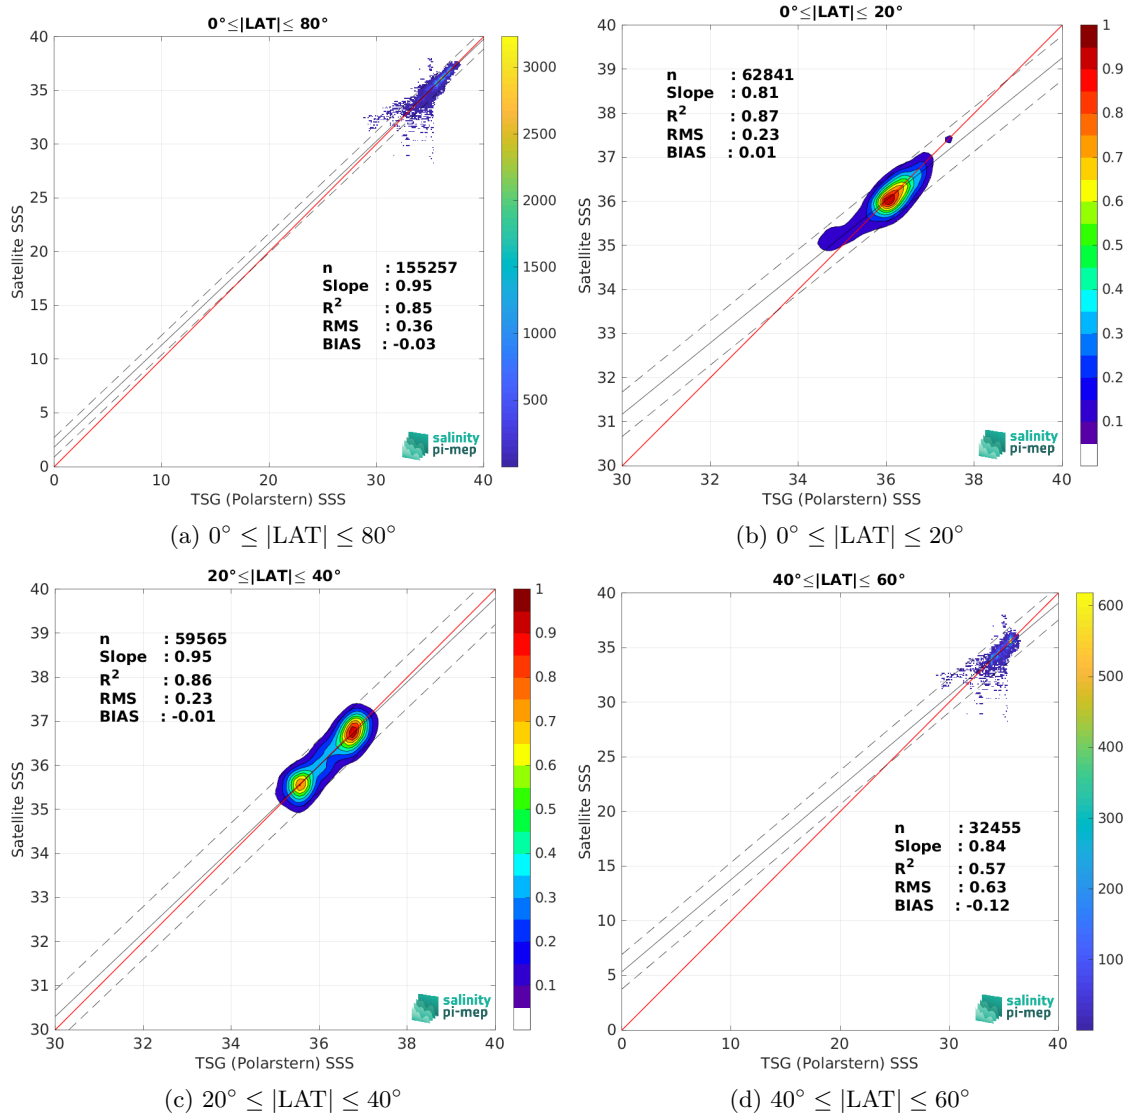 0°≤|LAT|≤ 80°
40
35
30
25
20
15
10
5
0
0
10
20
30
40
Satellite SSS
TSG (Polarstern) SSS
n : 155257
Slope : 0.95
R2 : 0.85
RMS : 0.36
BIAS : -0.03
salinity
pi-mep
3000
2500
2000
1500
1000
500
(a) 0° ≤ |LAT| ≤ 80°
0°≤|LAT|≤ 20°
40
39
38
37
36
35
34
33
32
31
30
30
32
34
36
38
40
Satellite SSS
TSG (Polarstern) SSS
n : 62841
Slope : 0.81
R2 : 0.87
RMS : 0.23
BIAS : 0.01
salinity
pi-mep
1
0.9
0.8
0.7
0.6
0.5
0.4
0.3
0.2
0.1
(b) 0° ≤ |LAT| ≤ 20°
20°≤|LAT|≤ 40°
40
39
38
37
36
35
34
33
32
31
30
30
32
34
36
38
40
Satellite SSS
TSG (Polarstern) SSS
n : 59565
Slope : 0.95
R2 : 0.86
RMS : 0.23
BIAS : -0.01
salinity
pi-mep
1
0.9
0.8
0.7
0.6
0.5
0.4
0.3
0.2
0.1
(c) 20° ≤ |LAT| ≤ 40°
40°≤|LAT|≤ 60°
40
35
30
25
20
15
10
5
0
0
10
20
30
40
Satellite SSS
TSG (Polarstern) SSS
n : 32455
Slope : 0.84
R2 : 0.57
RMS : 0.63
BIAS : -0.12
salinity
pi-mep
600
500
400
300
200
100
(d) 40° ≤ |LAT| ≤ 60°